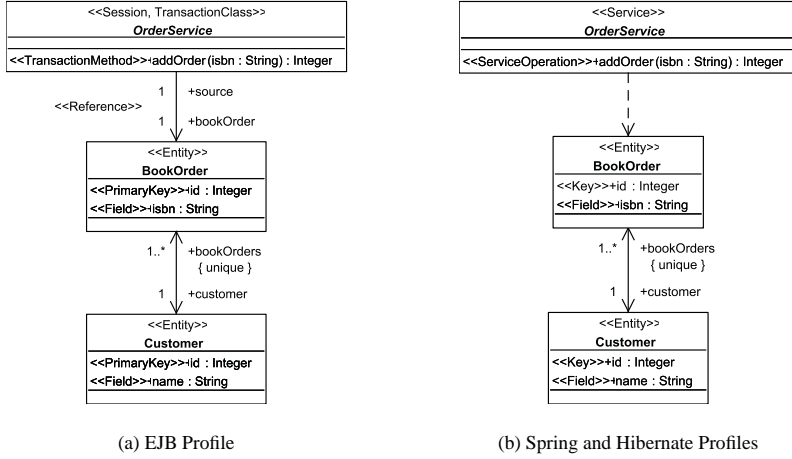 <<Session, TransactionClass>>
OrderService
<<TransactionMethod>>+addOrder(isbn : String) : Integer
1 +source
<<Reference>>
1 +bookOrder
<<Entity>>
BookOrder
<<PrimaryKey>>+id : Integer
<<Field>>+isbn : String
1..* +bookOrders
{ unique }
1 +customer
<<Entity>>
Customer
<<PrimaryKey>>+id : Integer
<<Field>>+name : String
(a) EJB Profile
<<Service>>
OrderService
<<ServiceOperation>>+addOrder(isbn : String) : Integer
<<Entity>>
BookOrder
<<Key>>+id : Integer
<<Field>>+isbn : String
1..* +bookOrders
{ unique }
1 +customer
<<Entity>>
Customer
<<Key>>+id : Integer
<<Field>>+name : String
(b) Spring and Hibernate Profiles